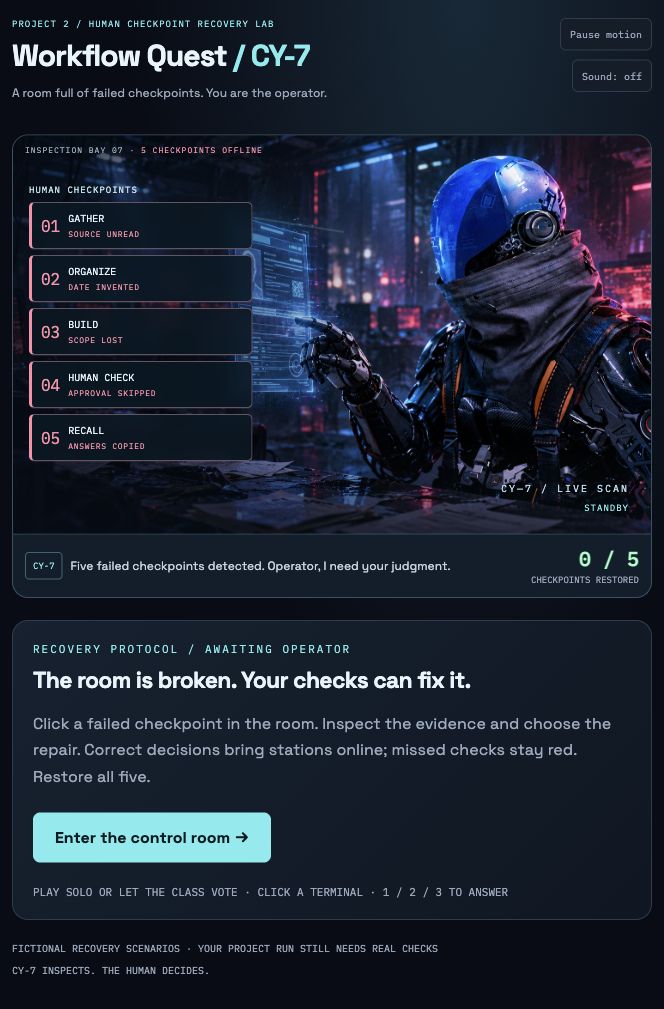 PROJECT 2 / HUMAN CHECKPOINT RECOVERY LAB
Workflow Quest / CY-7
A room full of failed checkpoints. You are the operator.
Pause motion
Sound: off
INSPECTION BAY 07 · 5 CHECKPOINTS OFFLINE
HUMAN CHECKPOINTS
01 GATHER
SOURCE UNREAD
02 ORGANIZE
DATE INVENTED
03 BUILD
SCOPE LOST
04 HUMAN CHECK
APPROVAL SKIPPED
05 RECALL
ANSWERS COPIED
CY-7 / LIVE SCAN
STANDBY
CY-7 Five failed checkpoints detected. Operator, I need your judgment.
0 / 5
CHECKPOINTS RESTORED
RECOVERY PROTOCOL / AWAITING OPERATOR
The room is broken. Your checks can fix it.
Click a failed checkpoint in the room. Inspect the evidence and choose the
repair. Correct decisions bring stations online; missed checks stay red.
Restore all five.
Enter the control room →
PLAY SOLO OR LET THE CLASS VOTE · CLICK A TERMINAL · 1 / 2 / 3 TO ANSWER
FICTIONAL RECOVERY SCENARIOS · YOUR PROJECT RUN STILL NEEDS REAL CHECKS
CY-7 INSPECTS. THE HUMAN DECIDES.